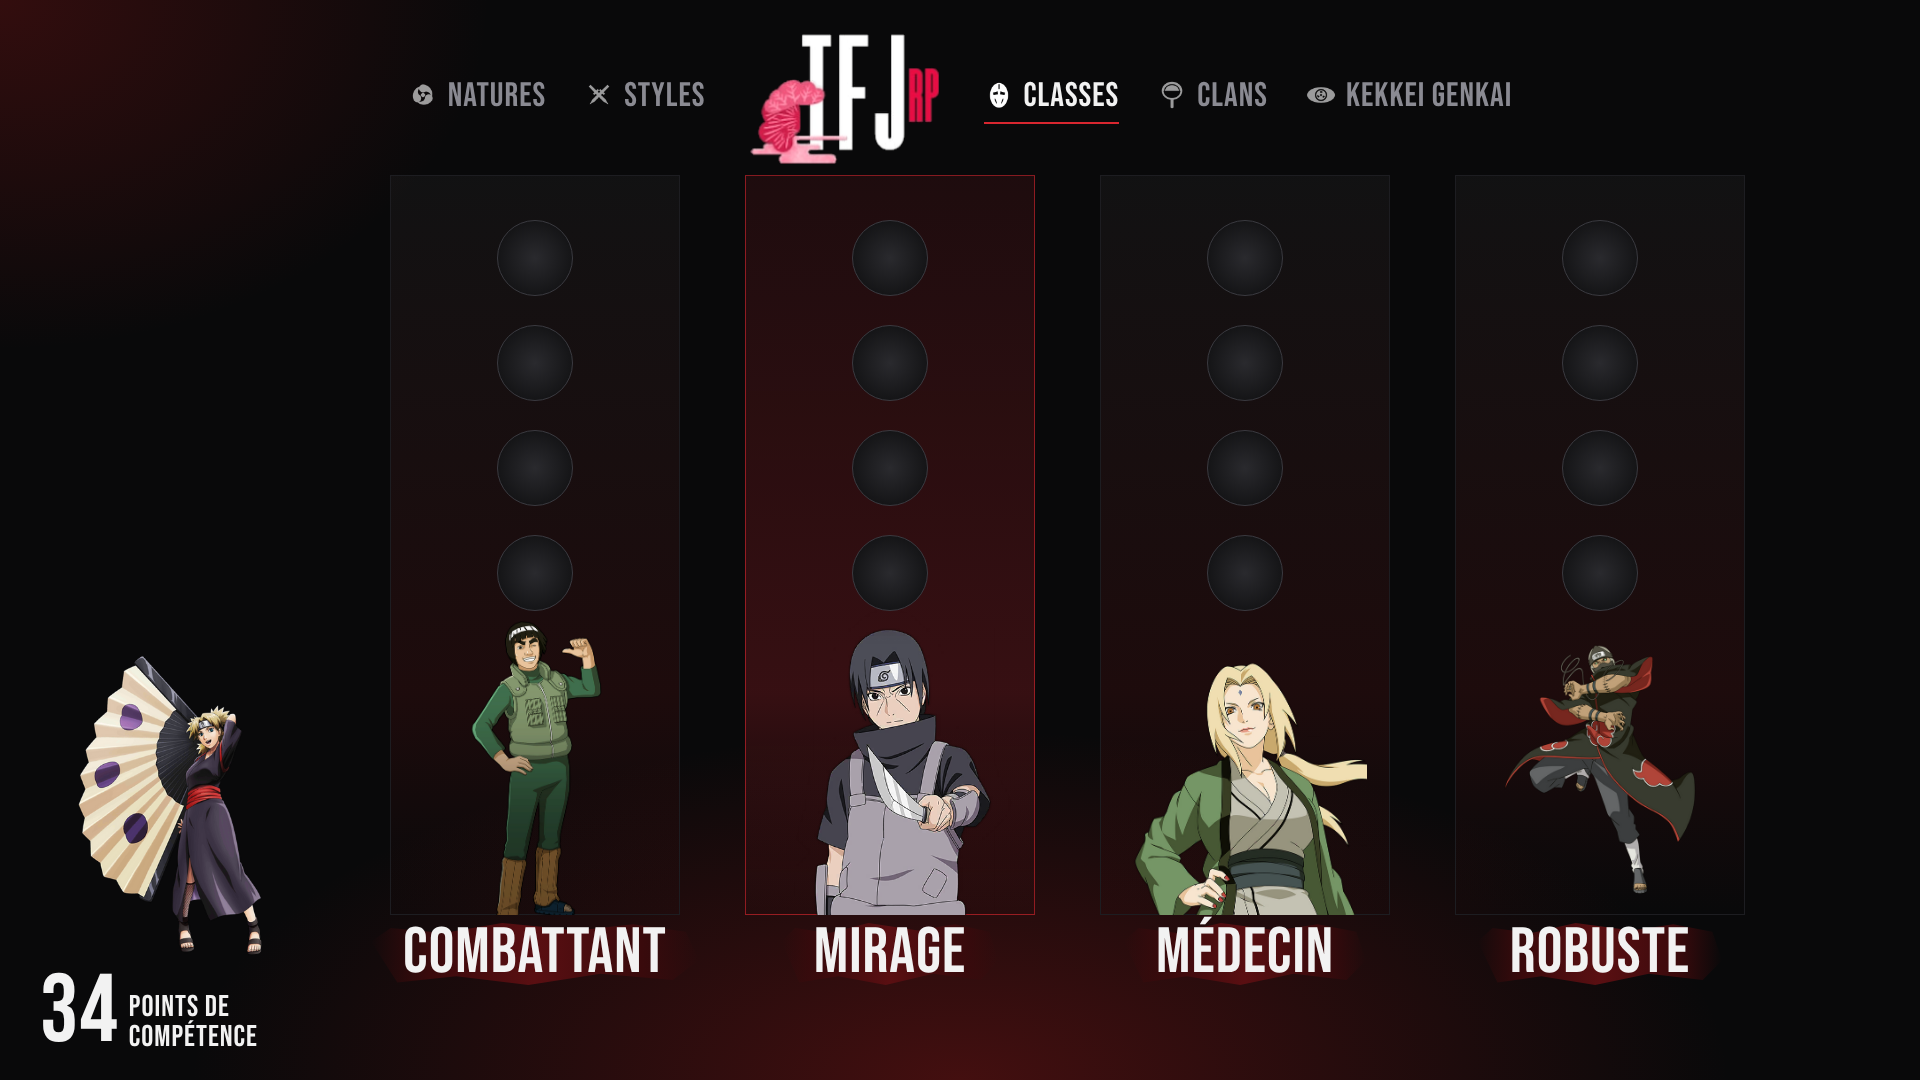 NATURES
STYLES
TFJ RP
CLASSES
CLANS
KEKKEI GENKAI
COMBATTANT
MIRAGE
MÉDECIN
ROBUSTE
34 POINTS DE
COMPÉTENCE